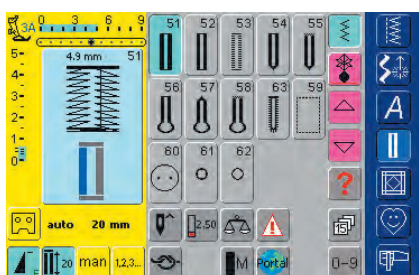 3A 0 3 6 9
51 52 53 54 55
5- 4.9 mm 51
4-
3-
2-
1-
0
56 57 58 63 59
60 61 62
?
A
auto 20 mm
2.50
20 man 1,2,3... M Portal 0-9